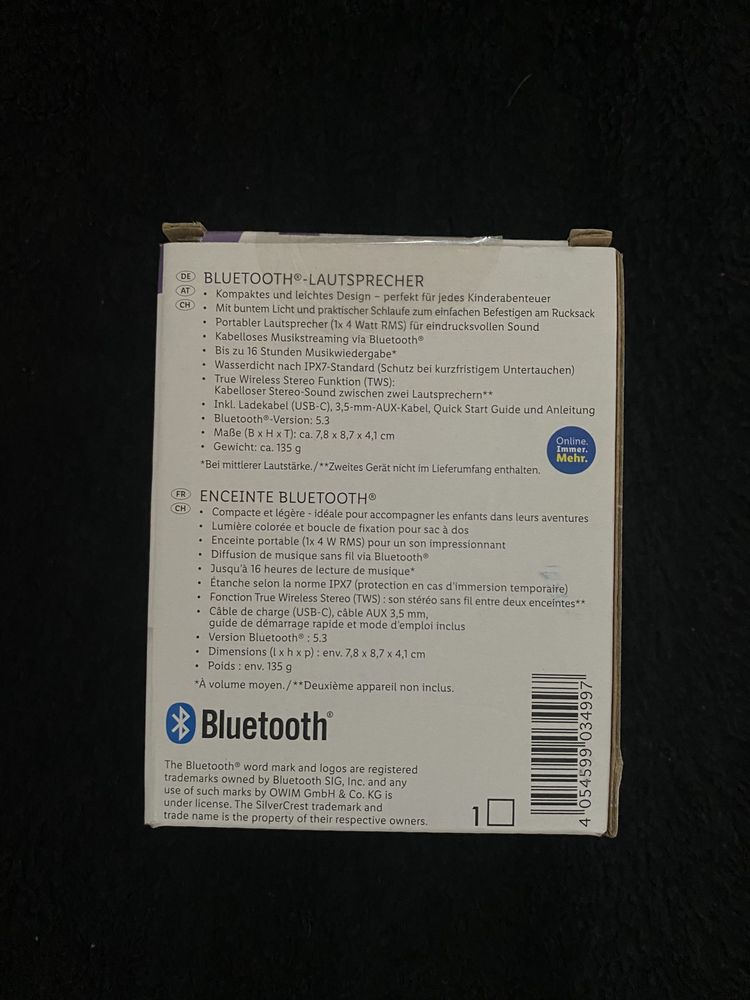 DE
AT
CH
BLUETOOTH®-LAUTSPRECHER
• Kompaktes und leichtes Design – perfekt für jedes Kinderabenteuer
• Mit buntem Licht und praktischer Schlaufe zum einfachen Befestigen am Rucksack
• Portabler Lautsprecher (1x 4 Watt RMS) für eindrucksvollen Sound
• Kabelloses Musikstreaming via Bluetooth®
• Bis zu 16 Stunden Musikwiedergabe*
• Wasserdicht nach IPX7-Standard (Schutz bei kurzfristigem Untertauchen)
• True Wireless Stereo Funktion (TWS):
Kabelloser Stereo-Sound zwischen zwei Lautsprechern**
• Inkl. Ladekabel (USB-C), 3,5-mm-AUX-Kabel, Quick Start Guide und Anleitung
• Bluetooth®-Version: 5.3
• Maße (B x H x T): ca. 7,8 x 8,7 x 4,1 cm
• Gewicht: ca. 135 g
*Bei mittlerer Lautstärke./**Zweites Gerät nicht im Lieferumfang enthalten.
Online.
Immer.
Mehr.
FR
CH
ENCEINTE BLUETOOTH®
• Compacte et légère - idéale pour accompagner les enfants dans leurs aventures
• Lumière colorée et boucle de fixation pour sac à dos
• Enceinte portable (1x 4 W RMS) pour un son impressionnant
• Diffusion de musique sans fil via Bluetooth®
• Jusqu'à 16 heures de lecture de musique*
• Étanche selon la norme IPX7 (protection en cas d'immersion temporaire)
• Fonction True Wireless Stereo (TWS) : son stéréo sans fil entre deux enceintes**
• Câble de charge (USB-C), câble AUX 3,5 mm,
guide de démarrage rapide et mode d'emploi inclus
• Version Bluetooth® : 5.3
• Dimensions (l x h x p) : env. 7,8 x 8,7 x 4,1 cm
• Poids : env. 135 g
*À volume moyen./**Deuxième appareil non inclus.
Bluetooth®
The Bluetooth® word mark and logos are registered
trademarks owned by Bluetooth SIG, Inc. and any
use of such marks by OWIM GmbH & Co. KG is
under license. The SilverCrest trademark and
trade name is the property of their respective owners.
1
4 054599 034997